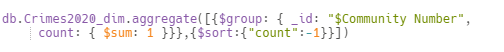 db.Crimes2020_dim.aggregate([{$group: { _id: "$Community Number",
count: { $sum: 1 }}},{$sort:{"count":-1}}])